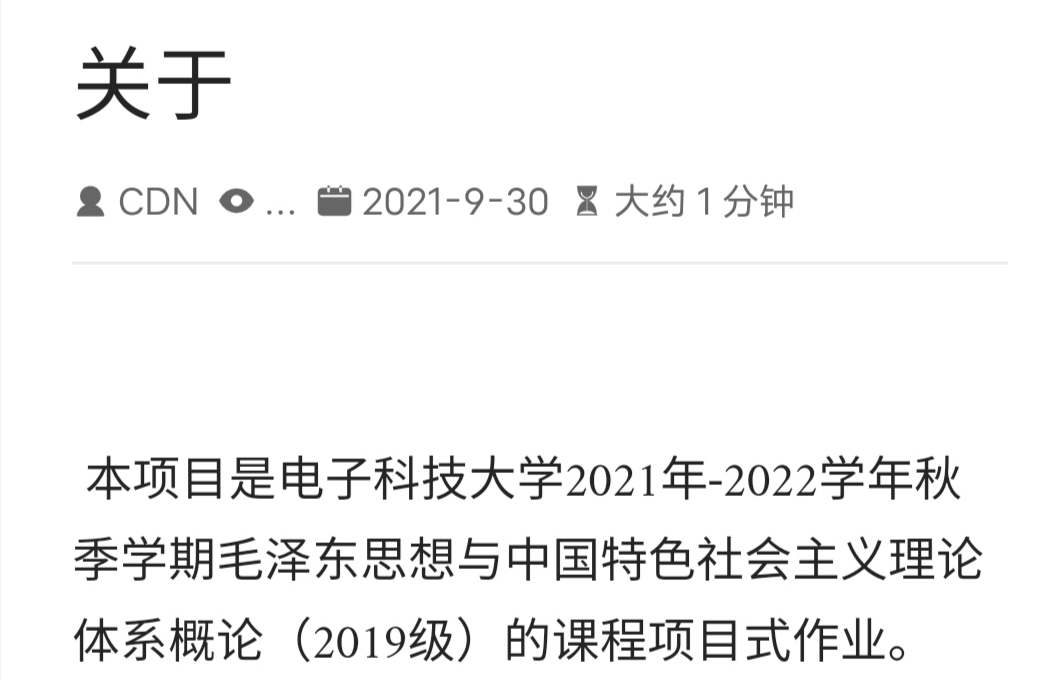 关于
CDN ... 2021-9-30 大约 1 分钟
本项目是电子科技大学2021年-2022学年秋
季学期毛泽东思想与中国特色社会主义理论
体系概论（2019级）的课程项目式作业。